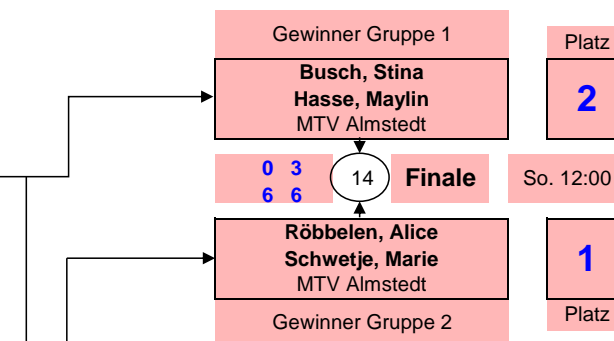 Gewinner Gruppe 1
Platz
Busch, Stina
Hasse, Maylin
MTV Almstedt
2
0 3
6 6
14
Finale
So. 12:00
Röbbelen, Alice
Schwetje, Marie
MTV Almstedt
1
Gewinner Gruppe 2
Platz